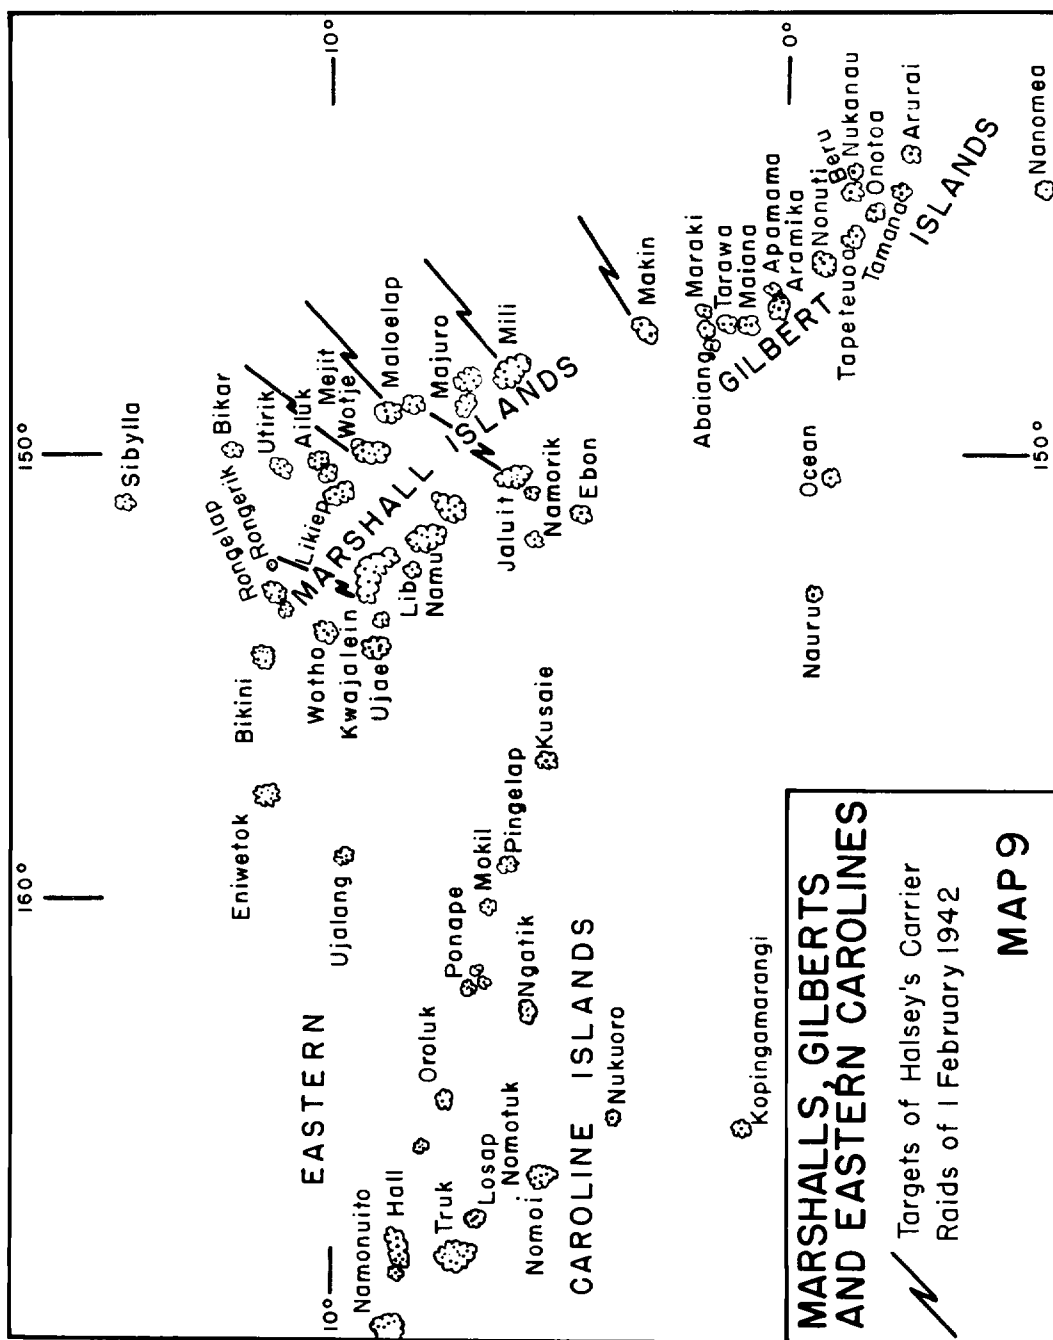 EASTERN
CAROLINE ISLANDS
MARSHALL ISLANDS
GILBERT ISLANDS
10°
10°
160°
150°
150°
0°
Namonuito
Hall
Truk
Losap
Nomotuk
Nomoi
Oroluk
Nukuoro
Kopingamarangi
Ponape
Ngatik
Mokil
Pingelap
Kusaie
Ujalang
Eniwetok
Bikini
Wotho
Kwajalein
Ujae
Lib
Namu
Rongelap
Rongerik
Likiep
Sibylla
Bikar
Utirik
Ailuk
Mejit
Wotje
Maloelap
Majuro
Mili
Jaluit
Namorik
Ebon
Makin
Maraki
Abaiang
Tarawa
Maiana
Apamama
Aramika
Nonuti
Tapeteuoa
Beru
Nukanau
Onotoa
Tamana
Arurai
Nanomea
Ocean
Nauru
MARSHALLS, GILBERTS
AND EASTERN CAROLINES
Targets of Halsey's Carrier
Raids of 1 February 1942
MAP 9